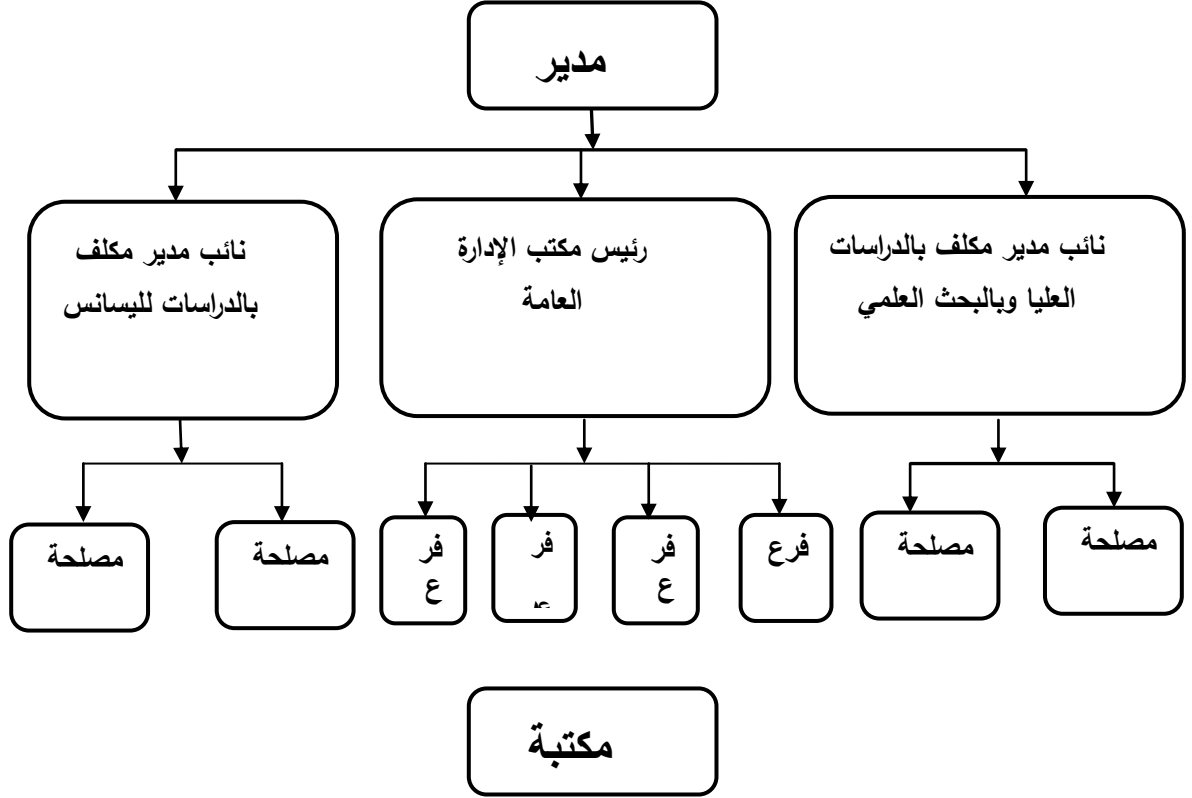 مدير
نائب مدير مكلف بالدراسات
العليا وبالبحث العلمي
رئيس مكتب الإدارة
العامة
نائب مدير مكلف
بالدراسات لليسانس
مصلحة
مصلحة
فرع
فر
ع
فر
فر
ع
مصلحة
مصلحة
مكتبة